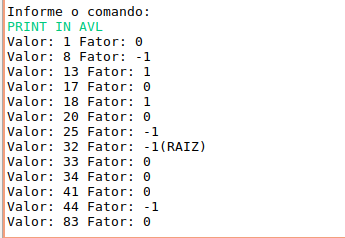 Informe o comando:
PRINT IN AVL
Valor: 1 Fator: 0
Valor: 8 Fator: -1
Valor: 13 Fator: 1
Valor: 17 Fator: 0
Valor: 18 Fator: 1
Valor: 20 Fator: 0
Valor: 25 Fator: -1
Valor: 32 Fator: -1(RAIZ)
Valor: 33 Fator: 0
Valor: 34 Fator: 0
Valor: 41 Fator: 0
Valor: 44 Fator: -1
Valor: 83 Fator: 0